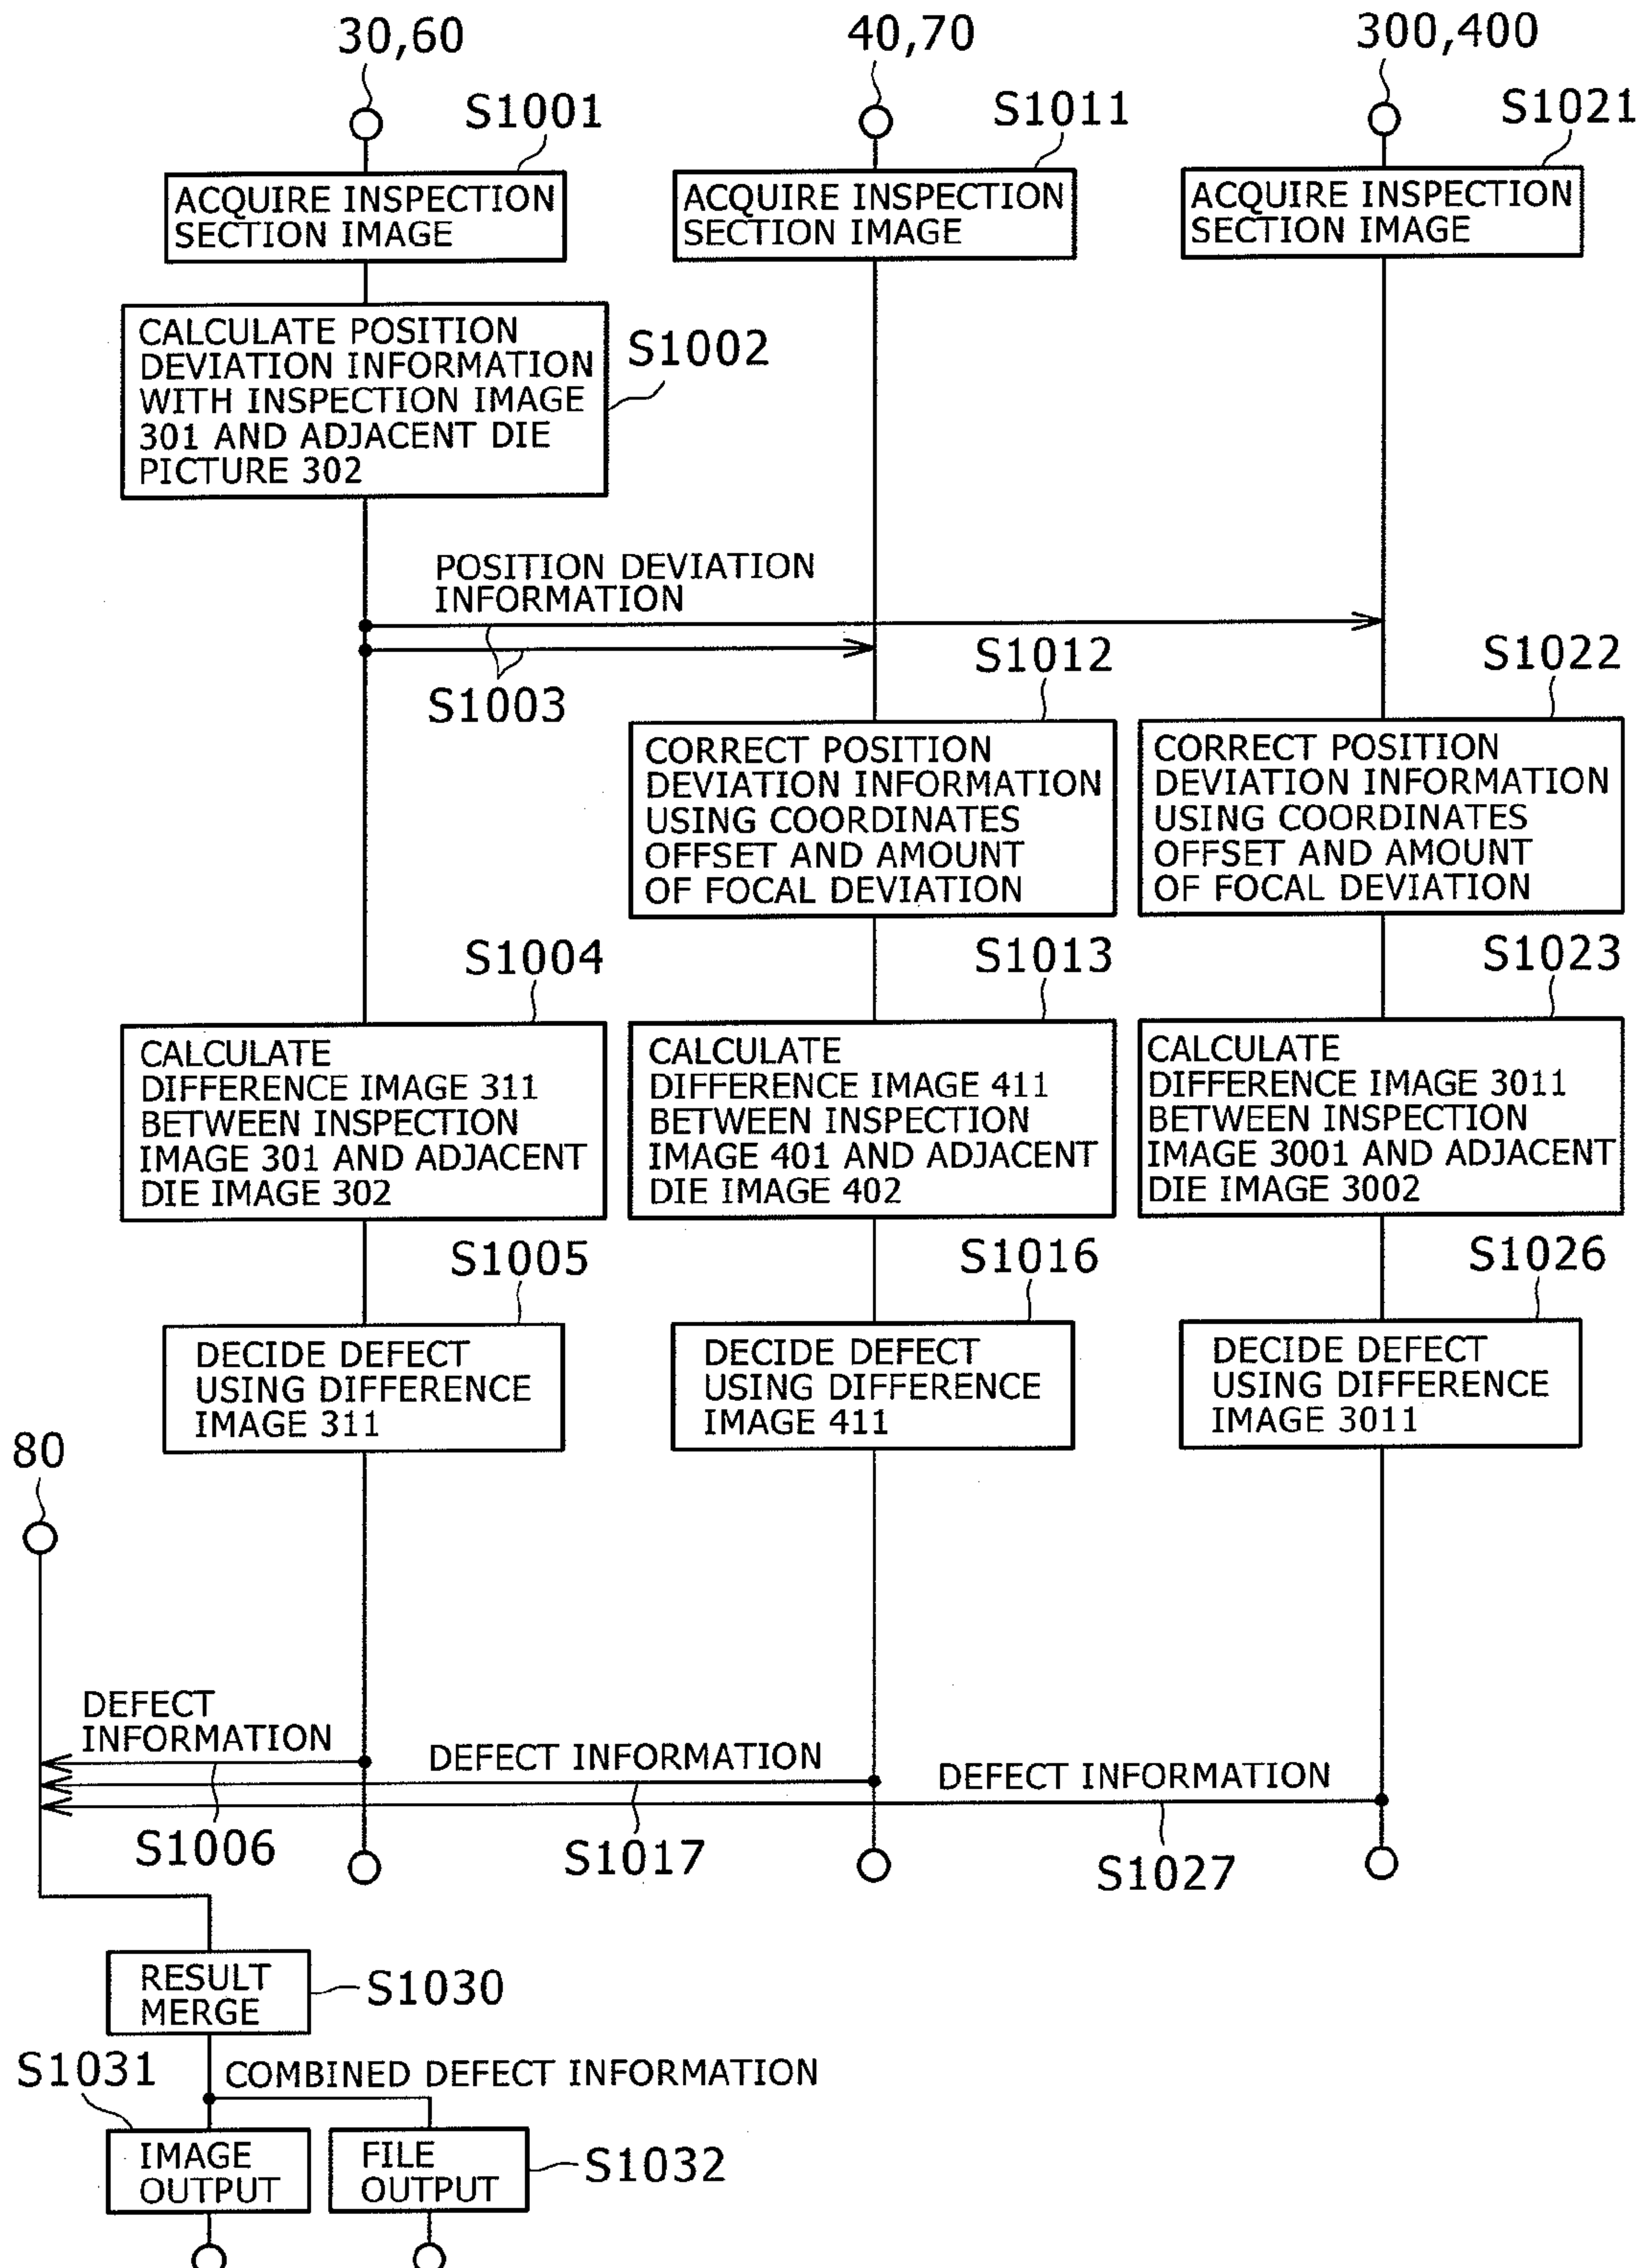 30,60
40,70
300,400
S1001
S1011
S1021
ACQUIRE INSPECTION
SECTION IMAGE
ACQUIRE INSPECTION
SECTION IMAGE
ACQUIRE INSPECTION
SECTION IMAGE
CALCULATE POSITION
DEVIATION INFORMATION
WITH INSPECTION IMAGE
301 AND ADJACENT DIE
PICTURE 302
S1002
POSITION DEVIATION
INFORMATION
S1003
S1012
S1022
CORRECT POSITION
DEVIATION INFORMATION
USING COORDINATES
OFFSET AND AMOUNT
OF FOCAL DEVIATION
CORRECT POSITION
DEVIATION INFORMATION
USING COORDINATES
OFFSET AND AMOUNT
OF FOCAL DEVIATION
S1004
S1013
S1023
CALCULATE
DIFFERENCE IMAGE 311
BETWEEN INSPECTION
IMAGE 301 AND ADJACENT
DIE IMAGE 302
CALCULATE
DIFFERENCE IMAGE 411
BETWEEN INSPECTION
IMAGE 401 AND ADJACENT
DIE IMAGE 402
CALCULATE
DIFFERENCE IMAGE 3011
BETWEEN INSPECTION
IMAGE 3001 AND ADJACENT
DIE IMAGE 3002
S1005
S1016
S1026
DECIDE DEFECT
USING DIFFERENCE
IMAGE 311
DECIDE DEFECT
USING DIFFERENCE
IMAGE 411
DECIDE DEFECT
USING DIFFERENCE
IMAGE 3011
80
DEFECT
INFORMATION
DEFECT INFORMATION
DEFECT INFORMATION
S1006
S1017
S1027
RESULT
MERGE
S1030
S1031
COMBINED DEFECT INFORMATION
IMAGE
OUTPUT
FILE
OUTPUT
S1032